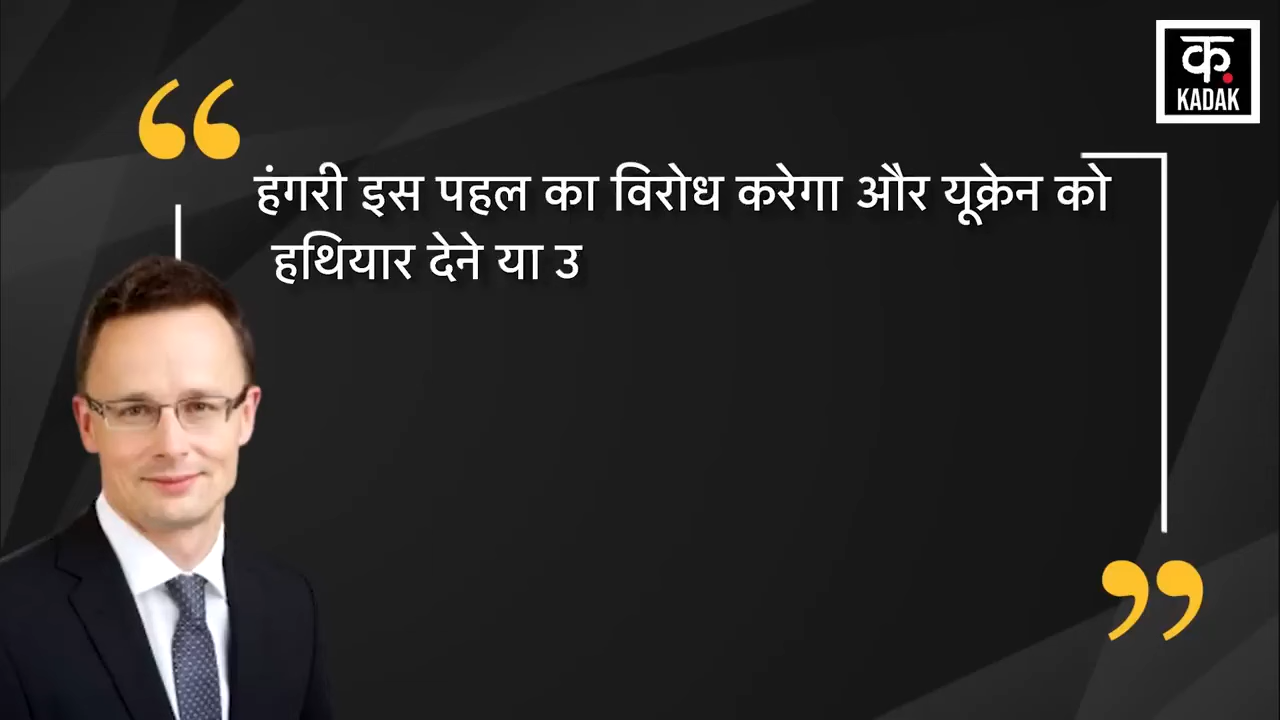 क.
KADAK
हंगरी इस पहल का विरोध करेगा और यूक्रेन को
हथियार देने या उ